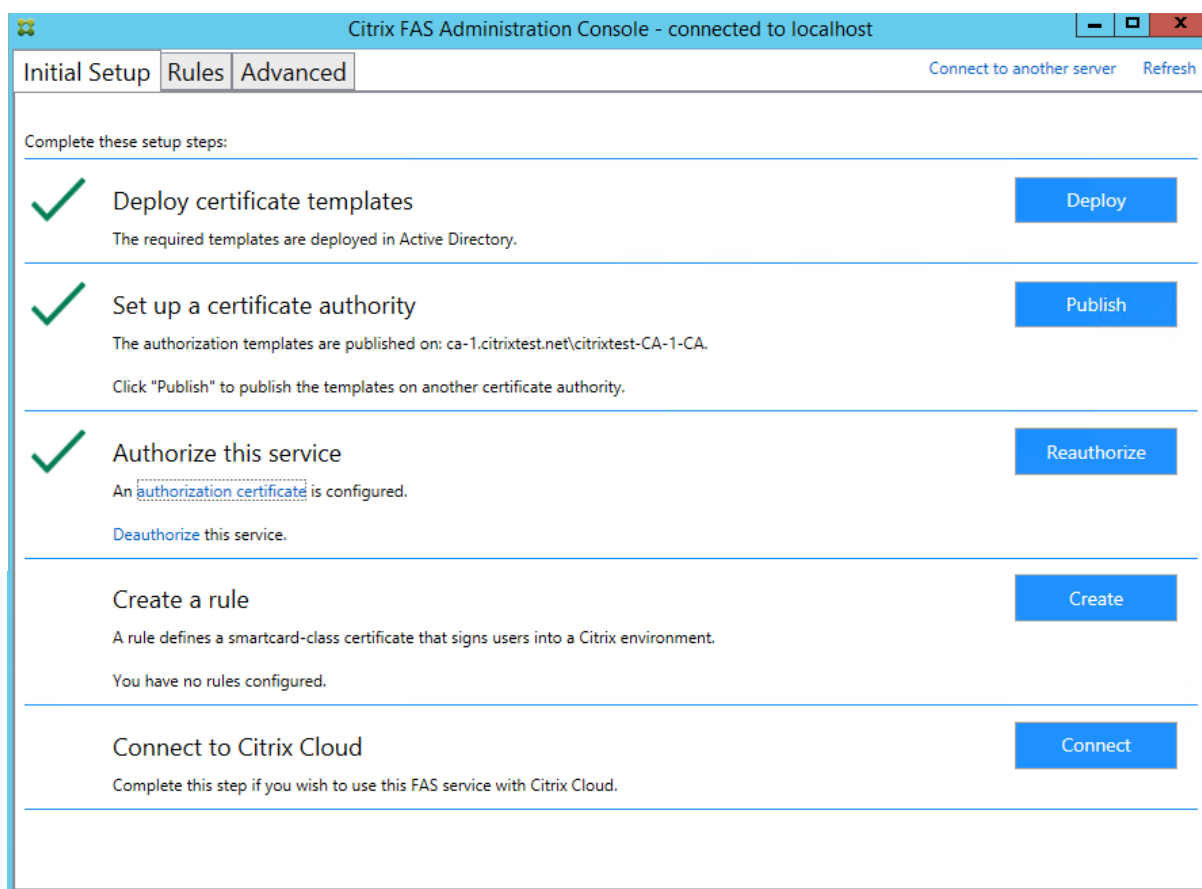 Citrix FAS Administration Console - connected to localhost
Initial Setup Rules Advanced Connect to another server Refresh
Complete these setup steps:
Deploy certificate templates
Deploy
The required templates are deployed in Active Directory.
Set up a certificate authority
Publish
The authorization templates are published on: ca-1.citrixtest.net\citrixtest-CA-1-CA.
Click "Publish" to publish the templates on another certificate authority.
Authorize this service
Reauthorize
An authorization certificate is configured.
Deauthorize this service.
Create a rule
Create
A rule defines a smartcard-class certificate that signs users into a Citrix environment.
You have no rules configured.
Connect to Citrix Cloud
Connect
Complete this step if you wish to use this FAS service with Citrix Cloud.